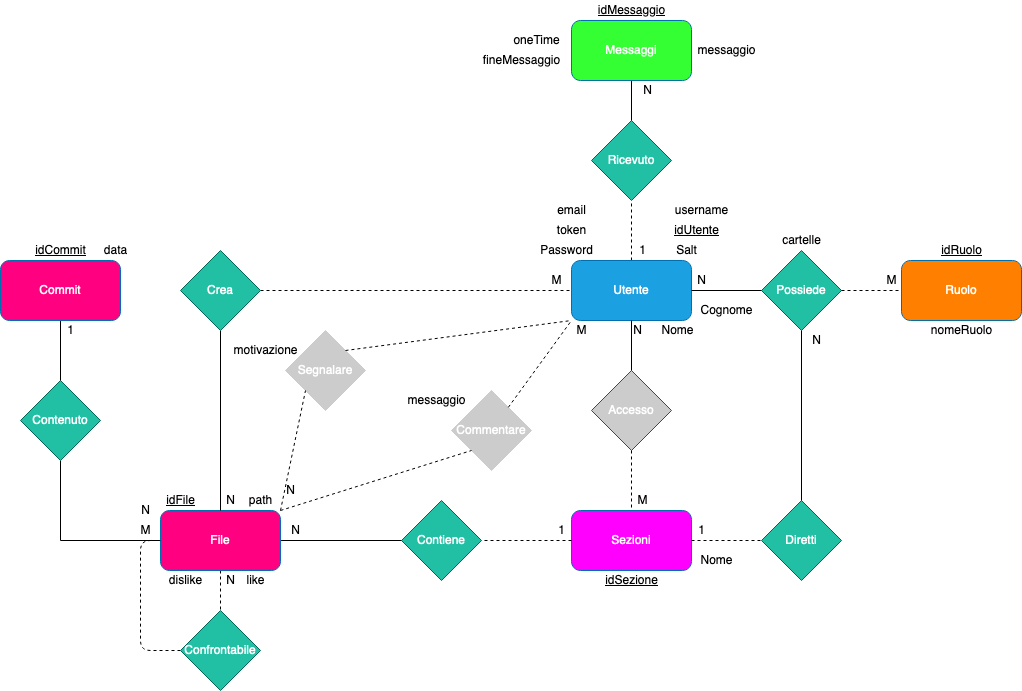 idMessaggio
oneTime
Messaggi
messaggio
fineMessaggio
N
Ricevuto
email
username
token
idUtente
Password
1
Salt
cartelle
idCommit
data
idRuolo
Commit
Crea
M
Utente
N
Possiede
M
Ruolo
Cognome
1
M
N
Nome
nomeRuolo
N
motivazione
Segnalare
messaggio
Accesso
Contenuto
Commentare
N
idFile
N
path
M
N
M
File
N
Contiene
1
Sezioni
1
Diretti
Nome
dislike
N
like
idSezione
Confrontabile